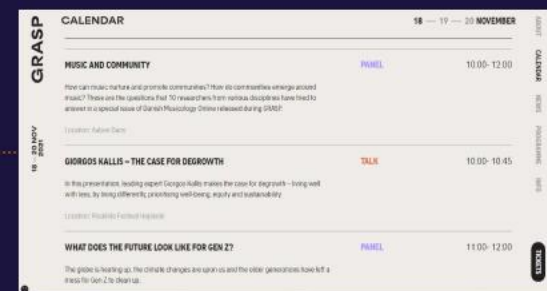 GRASP
18 — 20 NOV
2021
CALENDAR
18 — 19 — 20 NOVEMBER
MUSIC AND COMMUNITY
PANEL
10:00- 12:00
How can music nurture and promote communities? How do communities emerge around
music? These are the questions that 10 researchers from various disciplines have tried to
answer in a special issue of Danish Musicology Online released during GRASP.
Location:
GIORGOS KALLIS – THE CASE FOR DEGROWTH
TALK
10:00- 10:45
In this presentation, leading expert Giorgos Kallis makes the case for degrowth – living well
with less, by living differently, prioritising well-being, equity and sustainability.
Location: Roskilde Festival Højskole
WHAT DOES THE FUTURE LOOK LIKE FOR GEN Z?
PANEL
11:00- 12:00
The globe is heating up, the climate changes are upon us and the older generations have left a
mess for Gen Z to clean up.
ABOUT
CALENDAR
NEWS
PROGRAMME
INFO
TICKETS